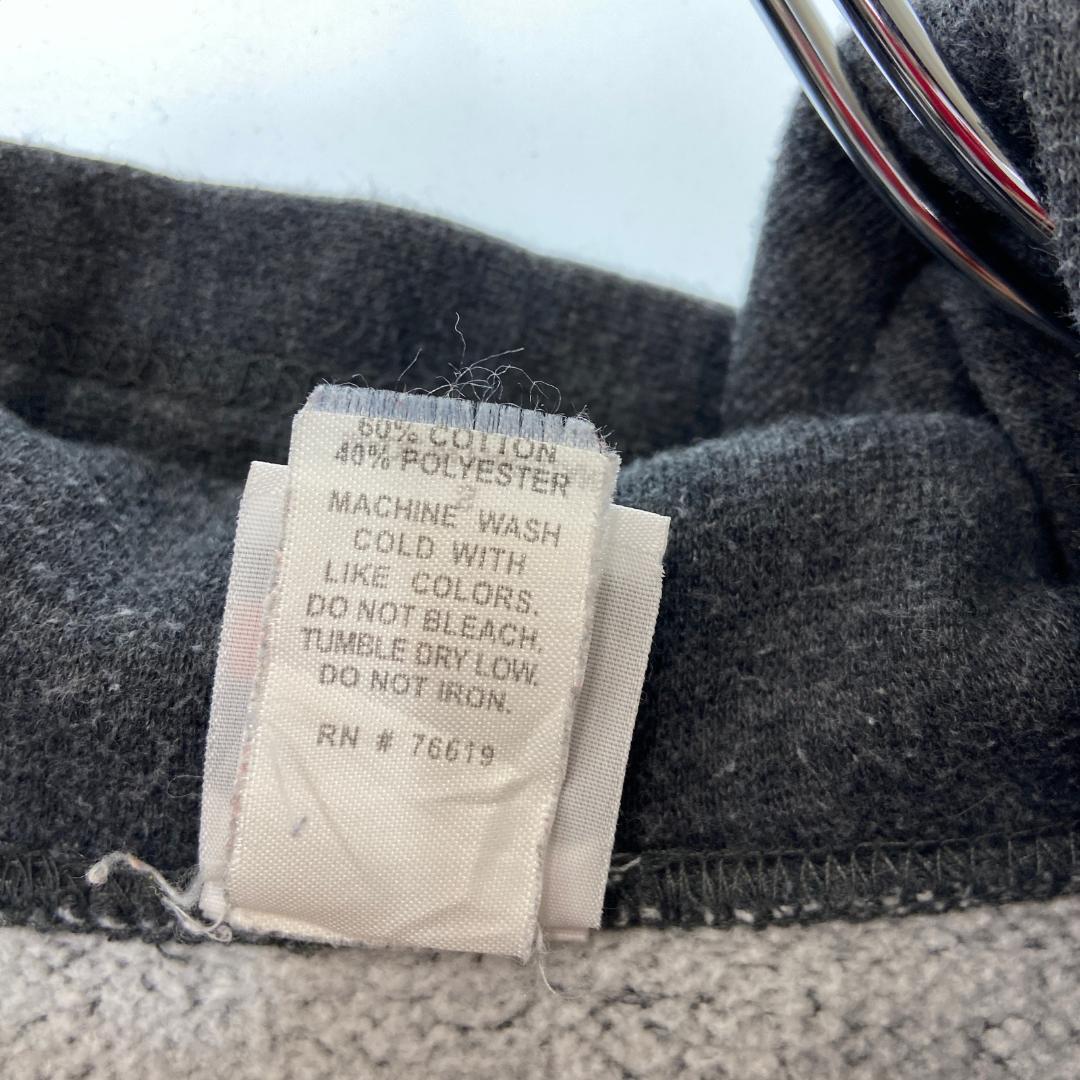 60% COTTON
40% POLYESTER
MACHINE WASH
COLD WITH
LIKE COLORS.
DO NOT BLEACH.
TUMBLE DRY LOW.
DO NOT IRON.
RN # 76619